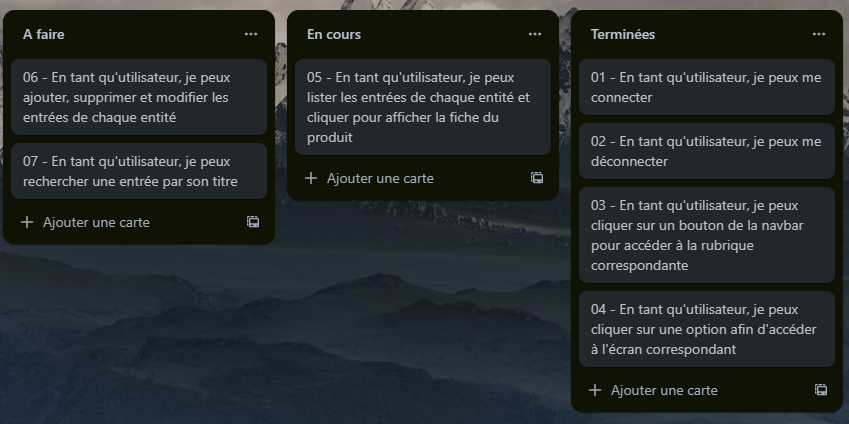 A faire
06 - En tant qu'utilisateur, je peux
ajouter, supprimer et modifier les
entrées de chaque entité
07 - En tant qu'utilisateur, je peux
rechercher une entrée par son titre
Ajouter une carte
En cours
05 - En tant qu'utilisateur, je peux
lister les entrées de chaque entité et
cliquer pour afficher la fiche du
produit
Ajouter une carte
Terminées
01 - En tant qu'utilisateur, je peux me
connecter
02 - En tant qu'utilisateur, je peux me
déconnecter
03 - En tant qu'utilisateur, je peux
cliquer sur un bouton de la navbar
pour accéder à la rubrique
correspondante
04 - En tant qu'utilisateur, je peux
cliquer sur une option afin d'accéder
à l'écran correspondant
Ajouter une carte